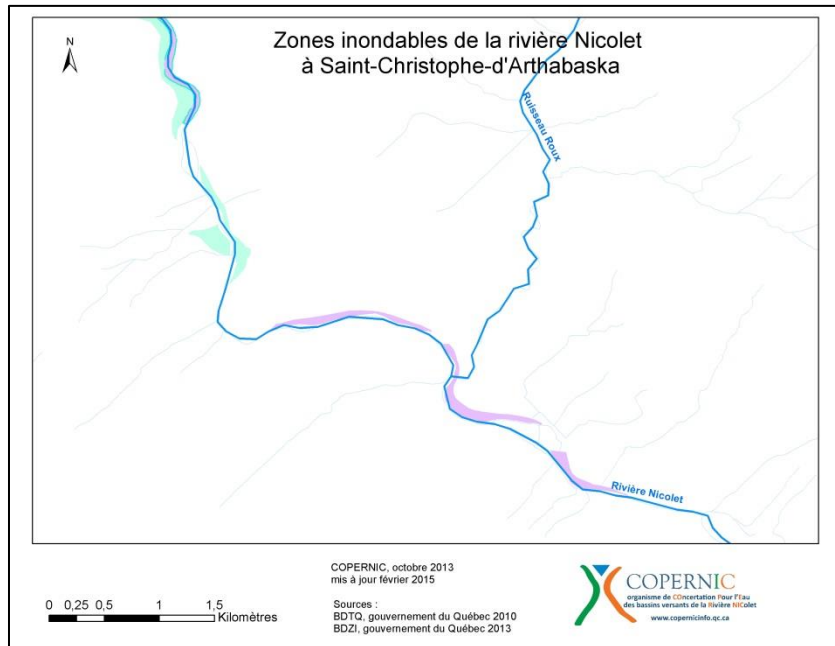 Zones inondables de la rivière Nicolet
à Saint-Christophe-d'Arthabaska
N
Ruisseau Roux
Rivière Nicolet
COPERNIC, octobre 2013
mis à jour février 2015
Sources :
BDTQ, gouvernement du Québec 2010
BDZI, gouvernement du Québec 2013
0 0,25 0,5 1 1,5
Kilomètres
COPERNIC
organisme de COncertation Pour l'Eau
des bassins versants de la Rivière NIColet
www.copernicinfo.qc.ca